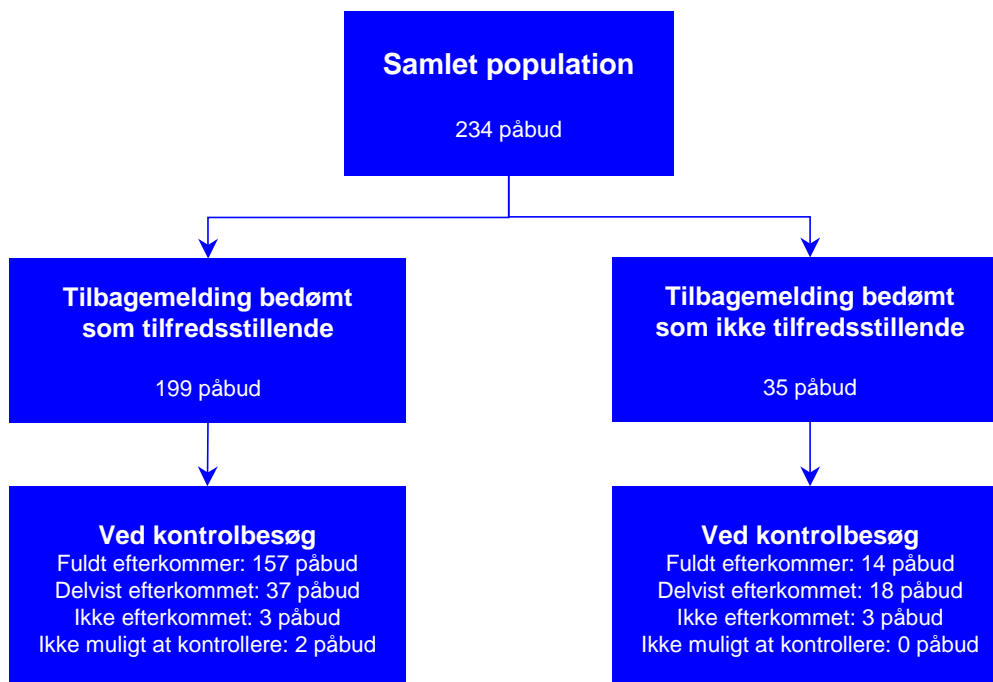 Samlet population
234 påbud
Tilbagemelding bedømt
som tilfredsstillende
199 påbud
Tilbagemelding bedømt
som ikke tilfredsstillende
35 påbud
Ved kontrolbesøg
Fuldt efterkommer: 157 påbud
Delvist efterkommet: 37 påbud
Ikke efterkommet: 3 påbud
Ikke muligt at kontrollere: 2 påbud
Ved kontrolbesøg
Fuldt efterkommer: 14 påbud
Delvist efterkommet: 18 påbud
Ikke efterkommet: 3 påbud
Ikke muligt at kontrollere: 0 påbud